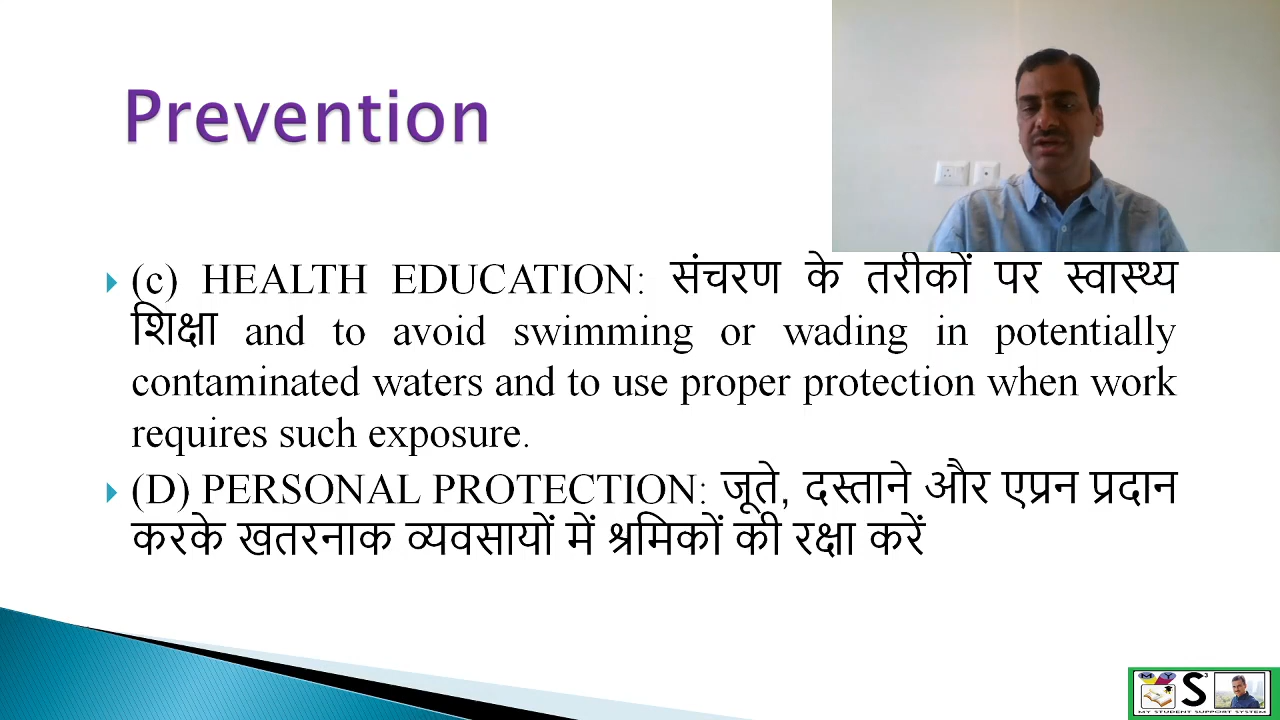 Prevention
(c) HEALTH EDUCATION: संचरण के तरीकों पर स्वास्थ्य
शिक्षा and to avoid swimming or wading in potentially
contaminated waters and to use proper protection when work
requires such exposure.
(D) PERSONAL PROTECTION: जूते, दस्ताने और एप्रन प्रदान
करके खतरनाक व्यवसायों में श्रमिकों की रक्षा करें
M Y
S³
MY STUDENT SUPPORT SYSTEM